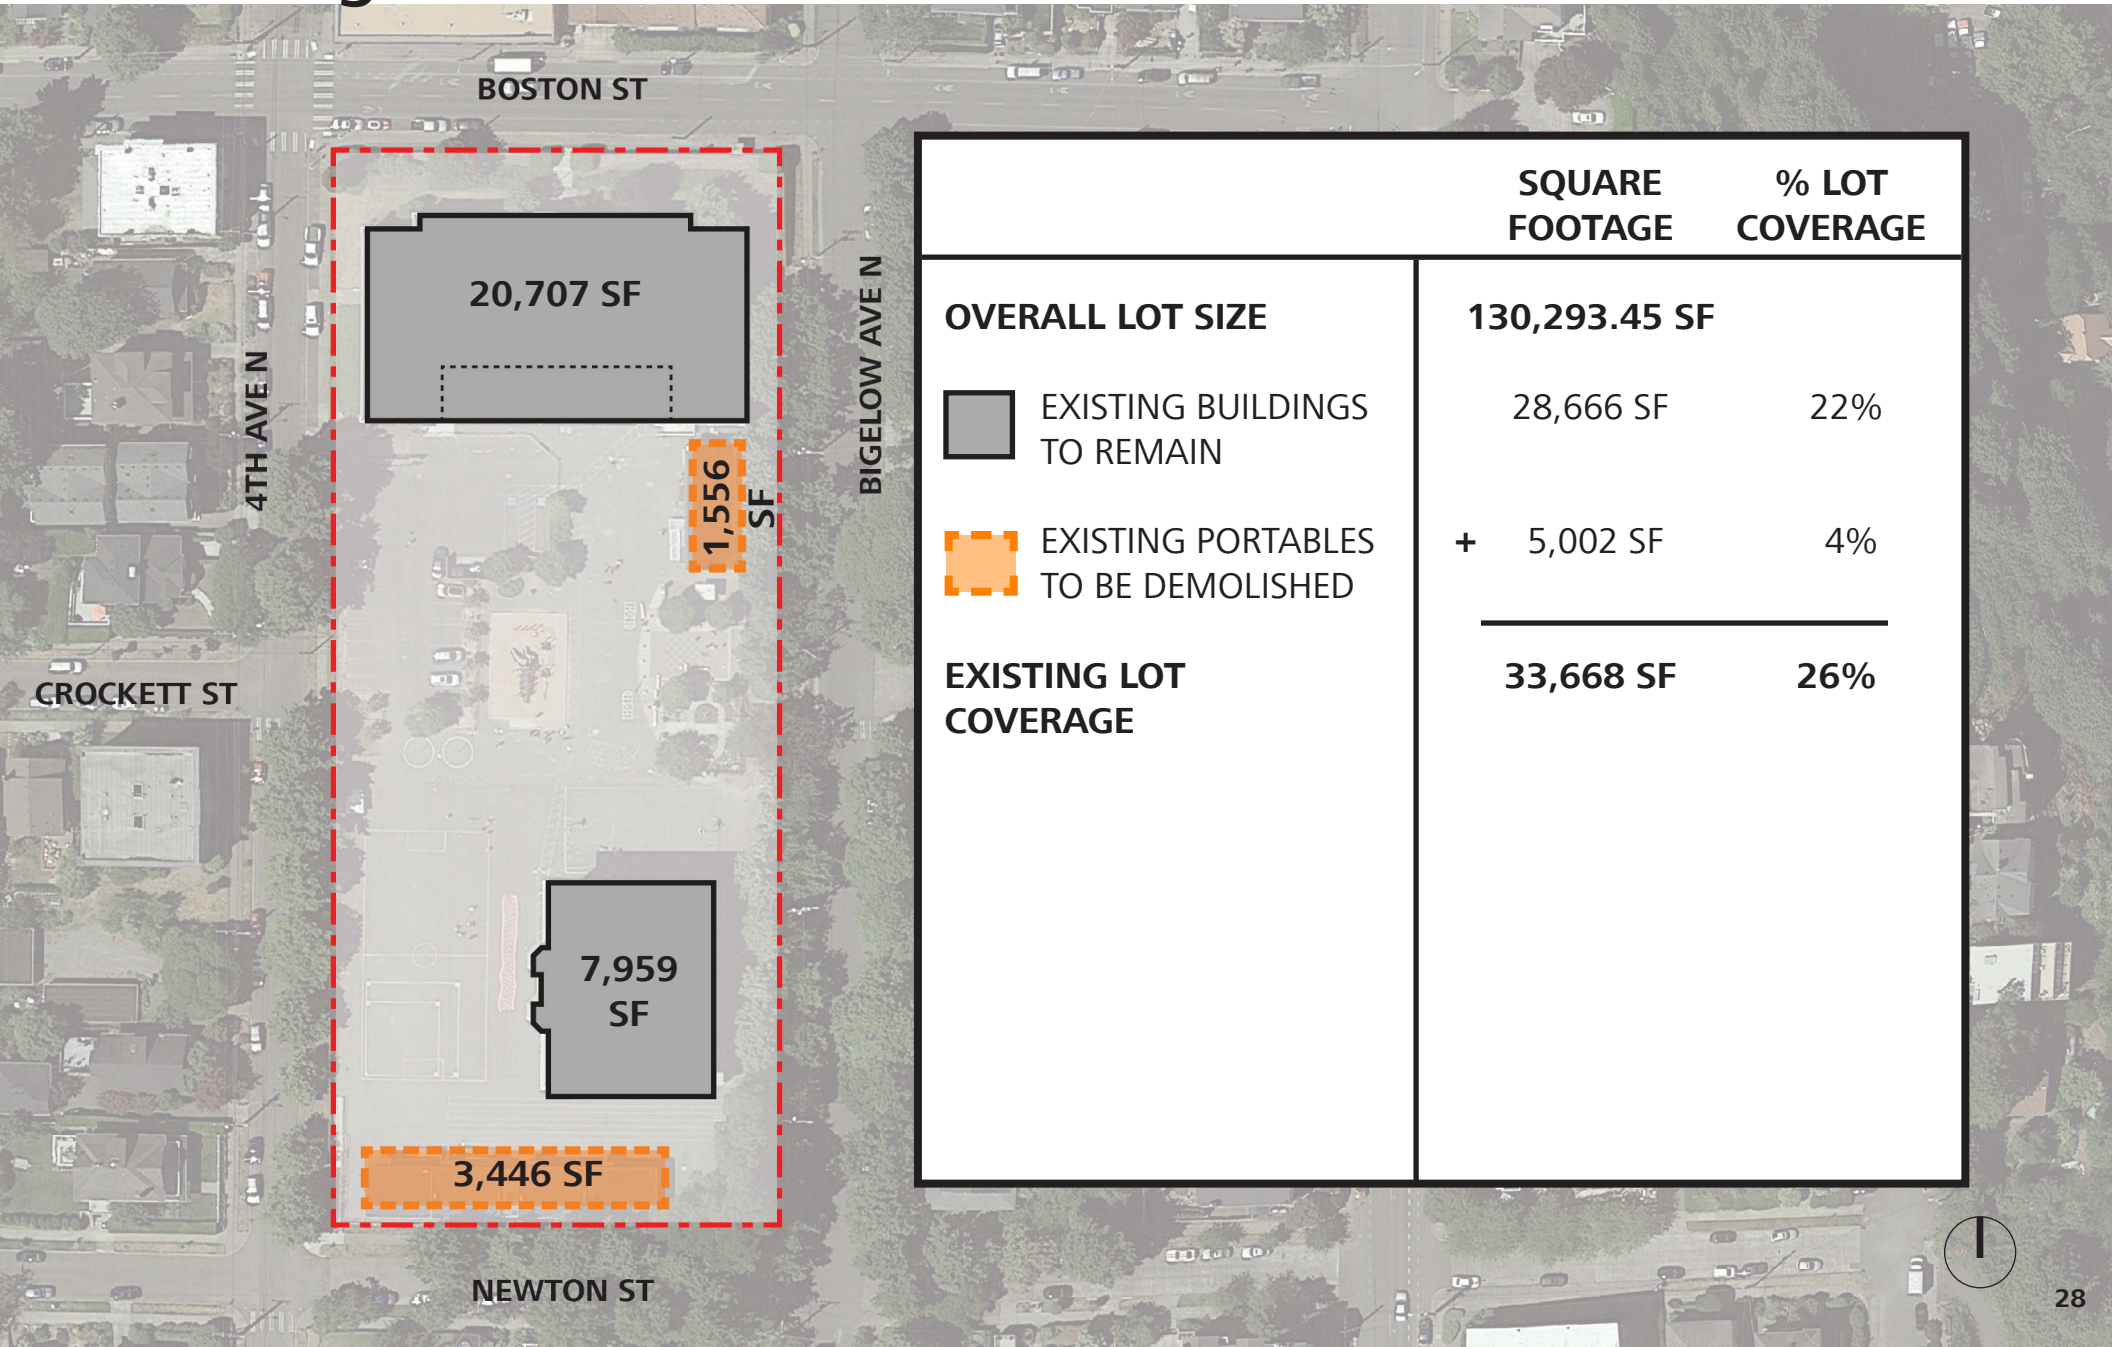 BOSTON ST
20,707 SF
4TH AVE N
BIGELOW AVE N
1,556
SF
CROCKETT ST
7,959
SF
3,446 SF
NEWTON ST
SQUARE
FOOTAGE
% LOT
COVERAGE
OVERALL LOT SIZE 130,293.45 SF
EXISTING BUILDINGS 28,666 SF 22%
TO REMAIN
EXISTING PORTABLES + 5,002 SF 4%
TO BE DEMOLISHED
EXISTING LOT 33,668 SF 26%
COVERAGE
28